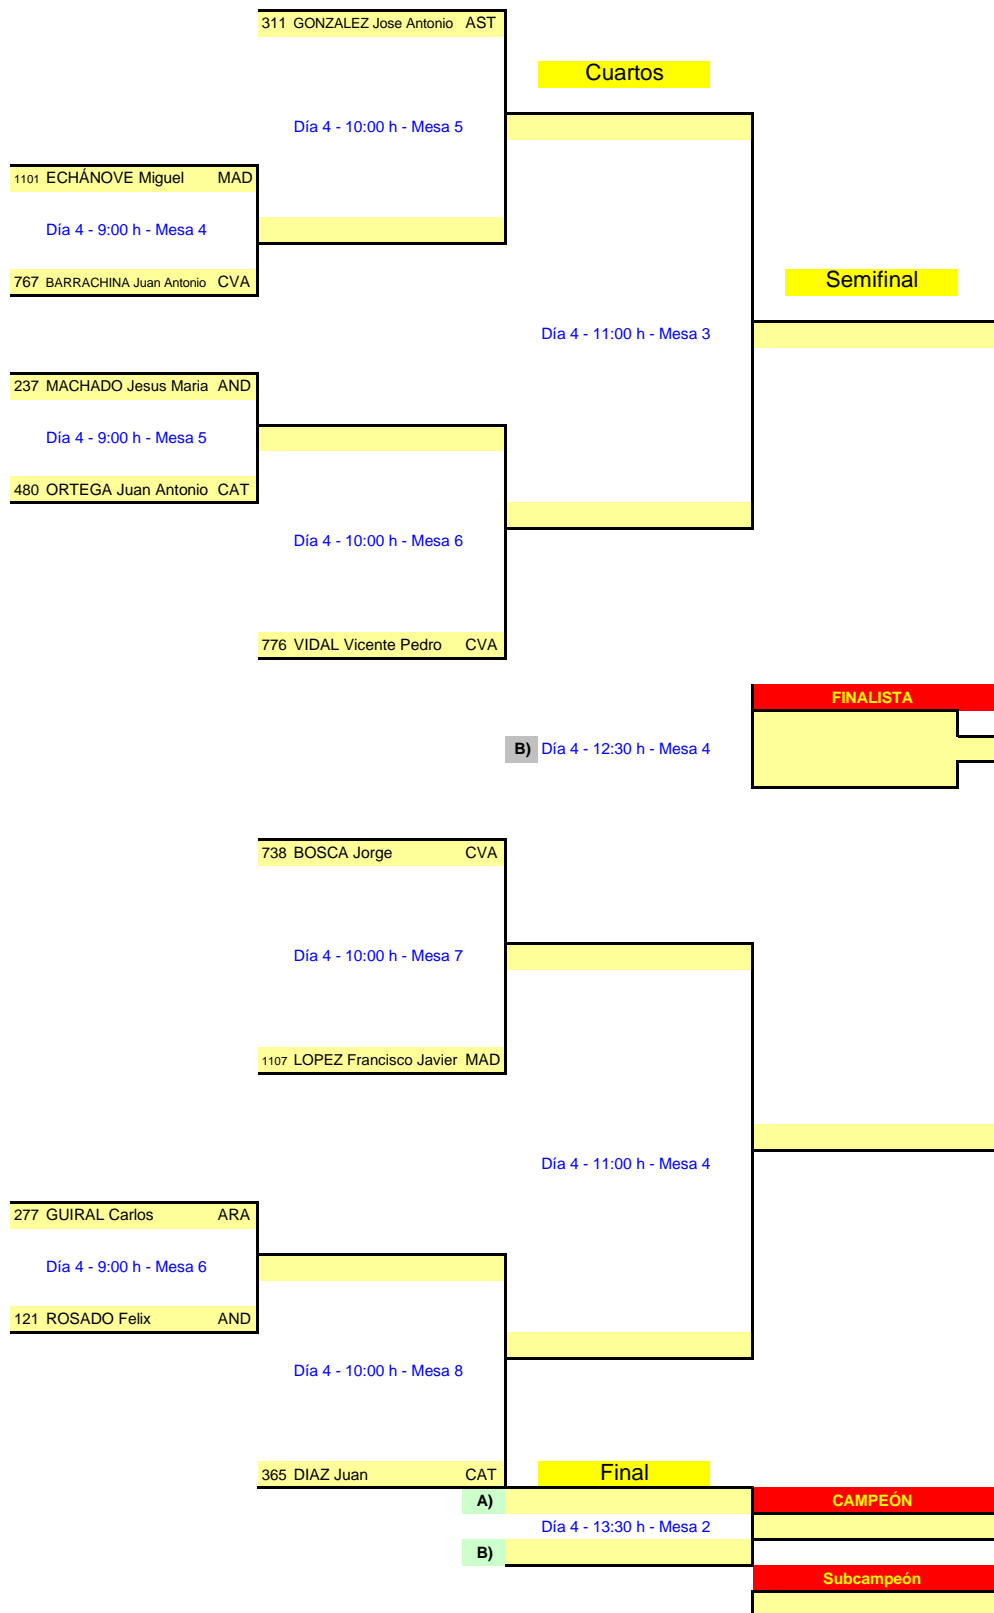 311 GONZALEZ Jose Antonio AST
Cuartos
Día 4 - 10:00 h - Mesa 5
1101 ECHÁNOVE Miguel MAD
Día 4 - 9:00 h - Mesa 4
767 BARRACHINA Juan Antonio CVA
Semifinal
Día 4 - 11:00 h - Mesa 3
237 MACHADO Jesus Maria AND
Día 4 - 9:00 h - Mesa 5
480 ORTEGA Juan Antonio CAT
Día 4 - 10:00 h - Mesa 6
776 VIDAL Vicente Pedro CVA
FINALISTA
B) Día 4 - 12:30 h - Mesa 4
738 BOSCA Jorge CVA
Día 4 - 10:00 h - Mesa 7
1107 LOPEZ Francisco Javier MAD
Día 4 - 11:00 h - Mesa 4
277 GUIRAL Carlos ARA
Día 4 - 9:00 h - Mesa 6
121 ROSADO Felix AND
Día 4 - 10:00 h - Mesa 8
365 DIAZ Juan CAT
Final
A)
CAMPEÓN
Día 4 - 13:30 h - Mesa 2
B)
Subcampeón